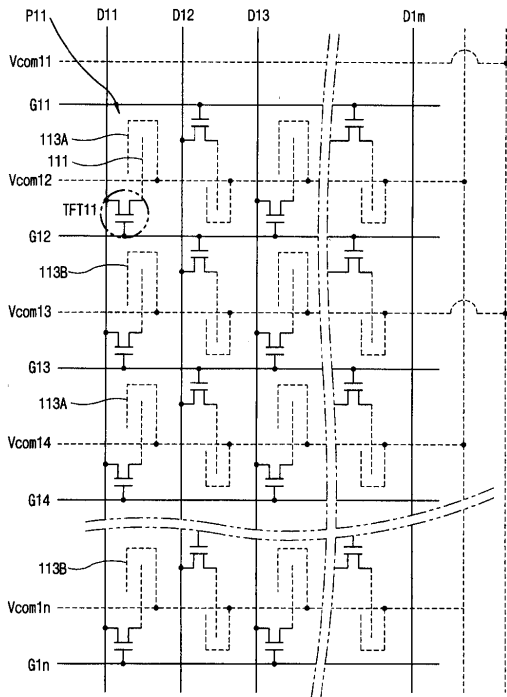 P11 D11 D12 D13 D1m
Vcom11
G11
113A
111
Vcom12
TFT11
G12
113B
Vcom13
G13
113A
Vcom14
G14
113B
Vcom1n
G1n